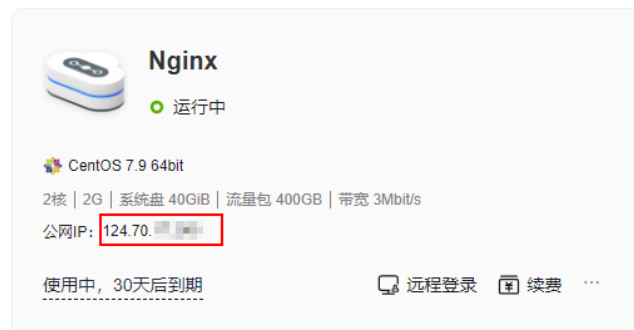 Nginx
运行中
CentOS 7.9 64bit
2核 | 2G | 系统盘 40GiB | 流量包 400GB | 带宽 3Mbit/s
公网IP: 124.70.
使用中，30天后到期 远程登录 续费 ···